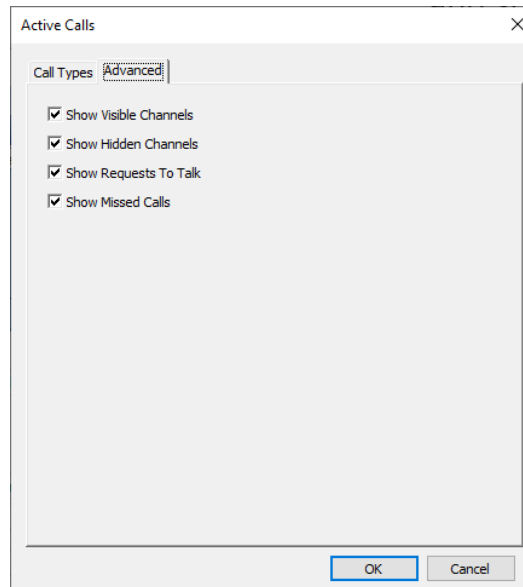 Active Calls
Call Types Advanced
Show Visible Channels
Show Hidden Channels
Show Requests To Talk
Show Missed Calls
OK Cancel